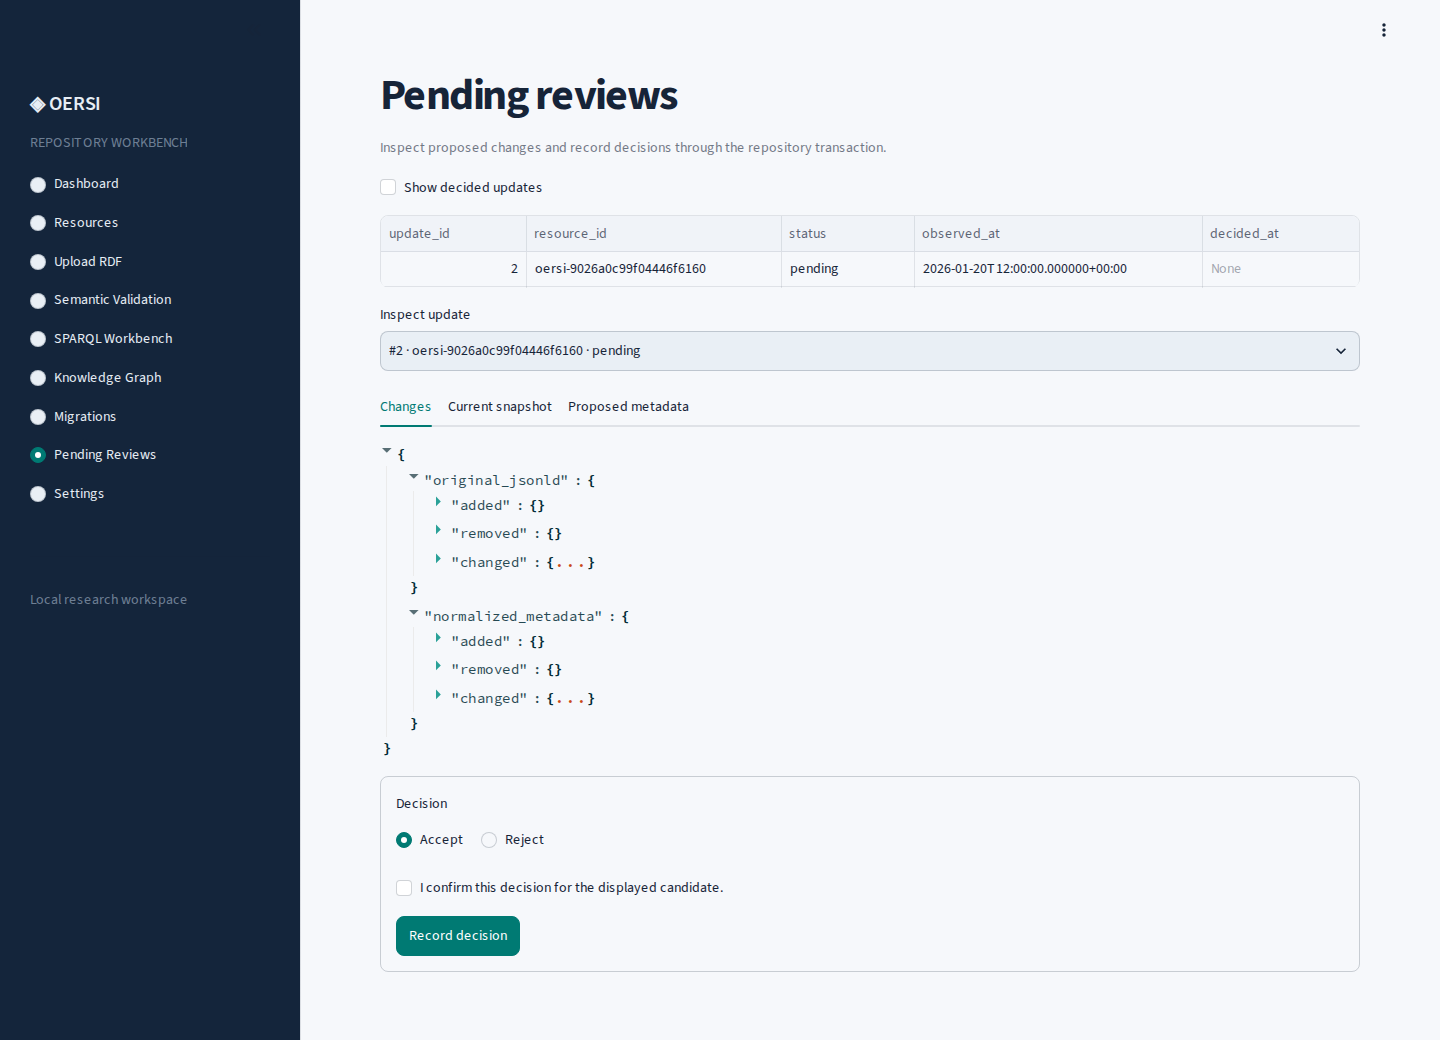 ◈ OERSI
REPOSITORY WORKBENCH
Dashboard
Resources
Upload RDF
Semantic Validation
SPARQL Workbench
Knowledge Graph
Migrations
Pending Reviews
Settings
Local research workspace
Pending reviews
Inspect proposed changes and record decisions through the repository transaction.
Show decided updates
update_id resource_id status observed_at decided_at
2 oersi-9026a0c99f04446f6160 pending 2026-01-20T12:00:00.000000+00:00 None
Inspect update
#2 · oersi-9026a0c99f04446f6160 · pending
Changes Current snapshot Proposed metadata
{
"original_jsonld" : {
"added" : {}
"removed" : {}
"changed" : {...}
}
"normalized_metadata" : {
"added" : {}
"removed" : {}
"changed" : {...}
}
}
Decision
Accept Reject
I confirm this decision for the displayed candidate.
Record decision